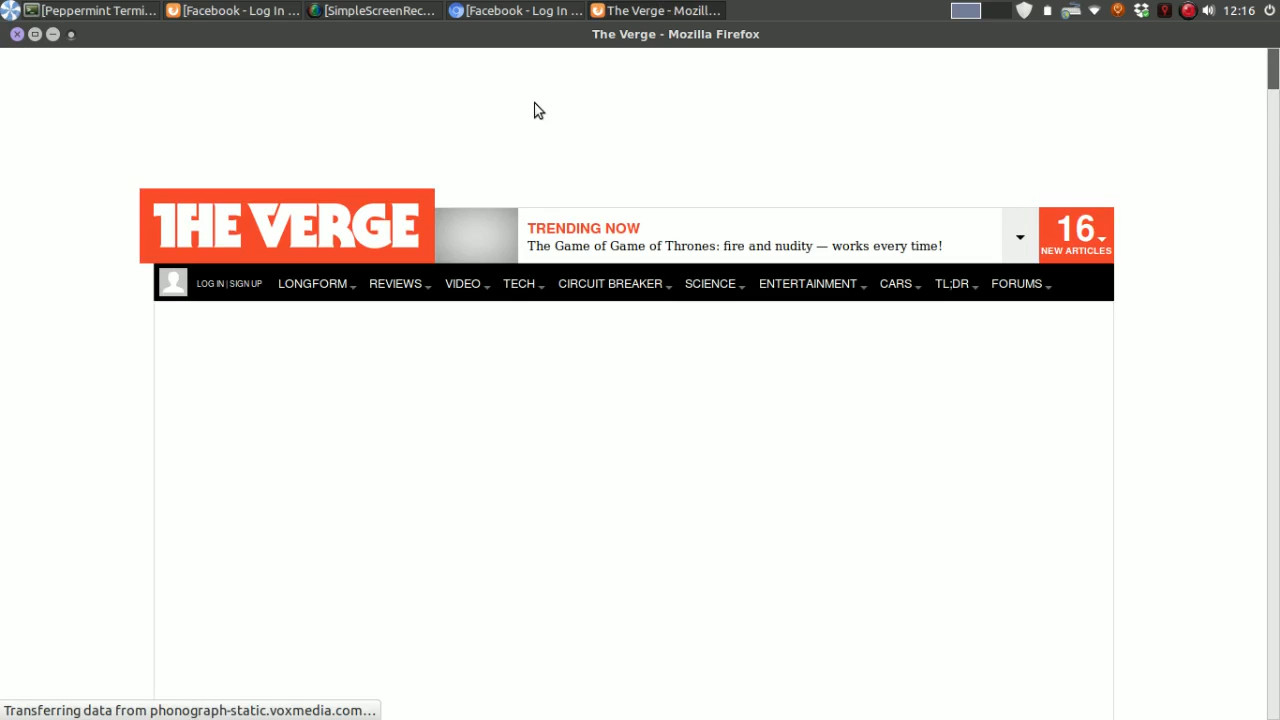 [Peppermint Termi...
[Facebook - Log In ...
[SimpleScreenRec...
[Facebook - Log In ...
The Verge - Mozill...
12:16
The Verge - Mozilla Firefox
THE VERGE
TRENDING NOW
The Game of Game of Thrones: fire and nudity — works every time!
16
NEW ARTICLES
LOG IN | SIGN UP LONGFORM REVIEWS VIDEO TECH CIRCUIT BREAKER SCIENCE ENTERTAINMENT CARS TL;DR FORUMS
Transferring data from phonograph-static.voxmedia.com...